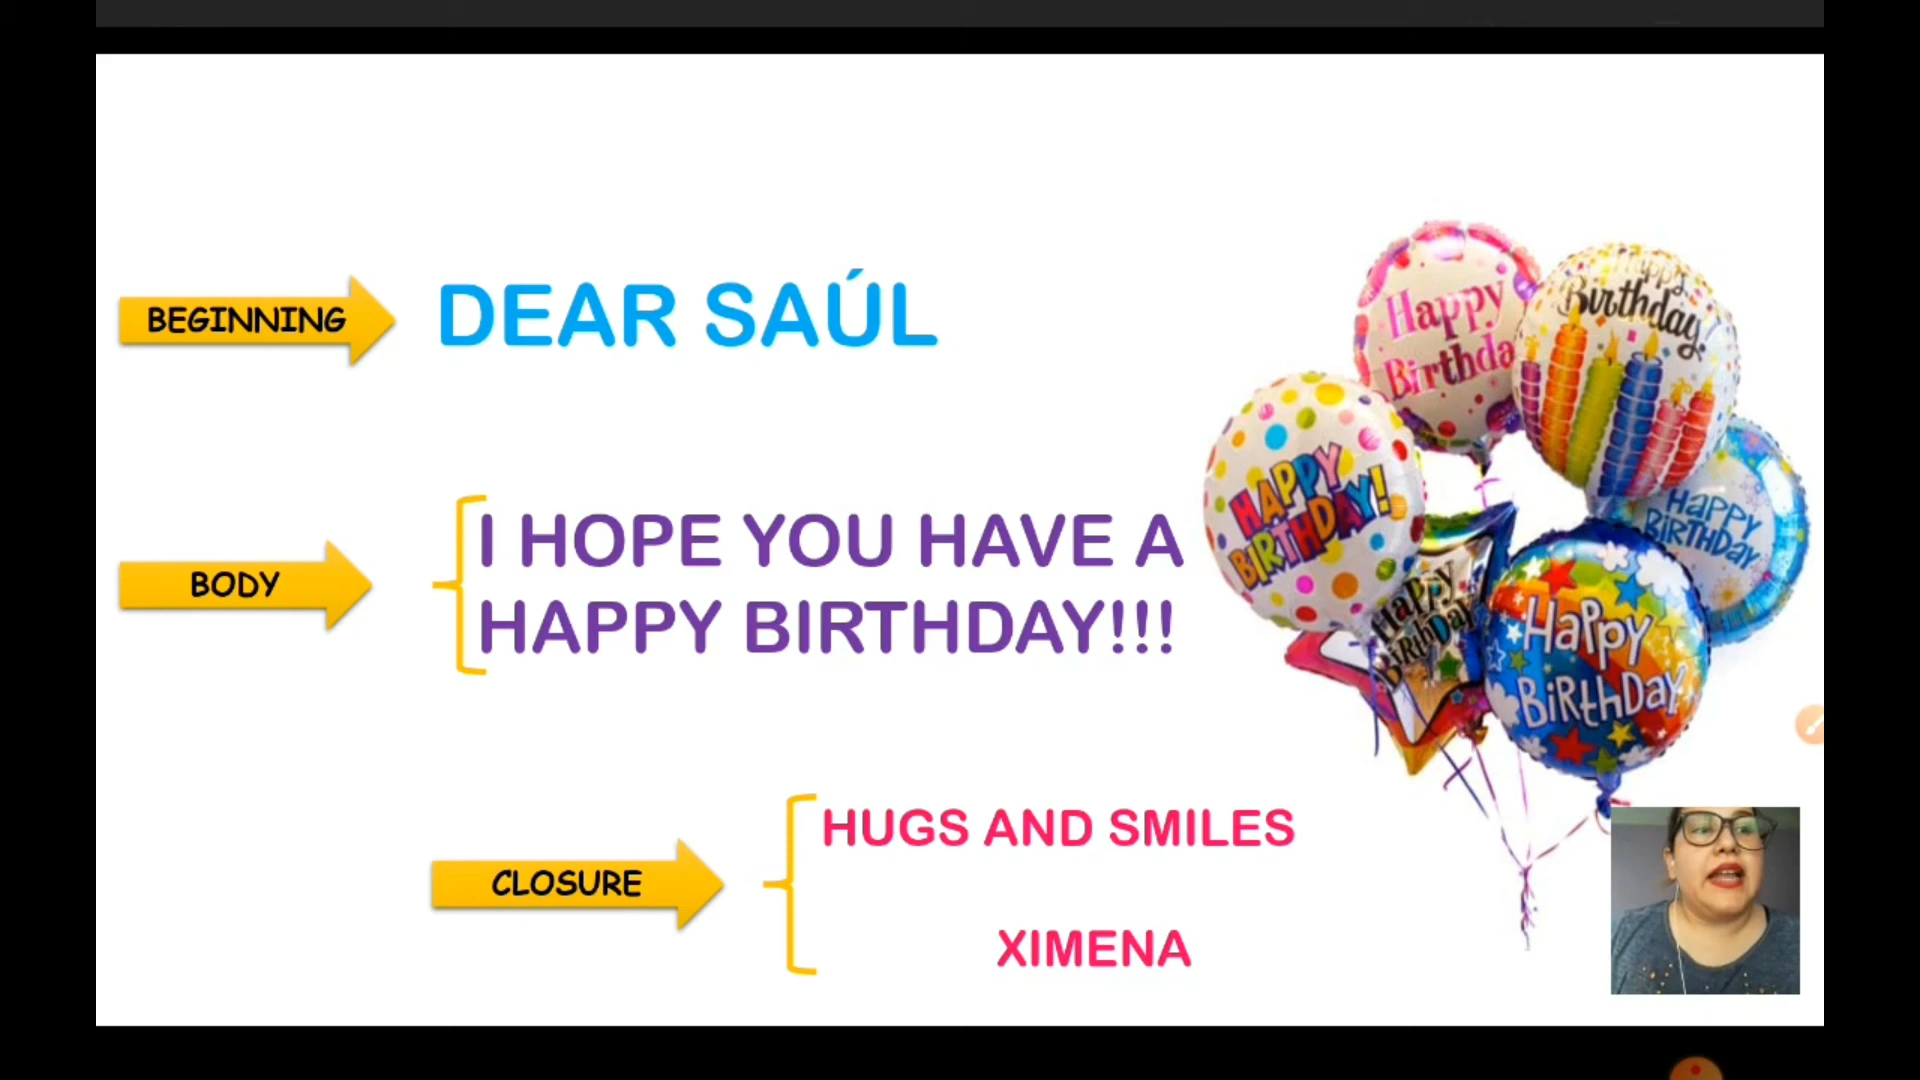 BEGINNING
DEAR SAÚL
BODY
I HOPE YOU HAVE A
HAPPY BIRTHDAY!!!
CLOSURE
HUGS AND SMILES
XIMENA
Happy
Birthda
Happy
Birthday
HAPPY
BIRTHDAY!
HAPPY
BIRTHDAY
Happy
Birthday
HaPpy
BiRthDay